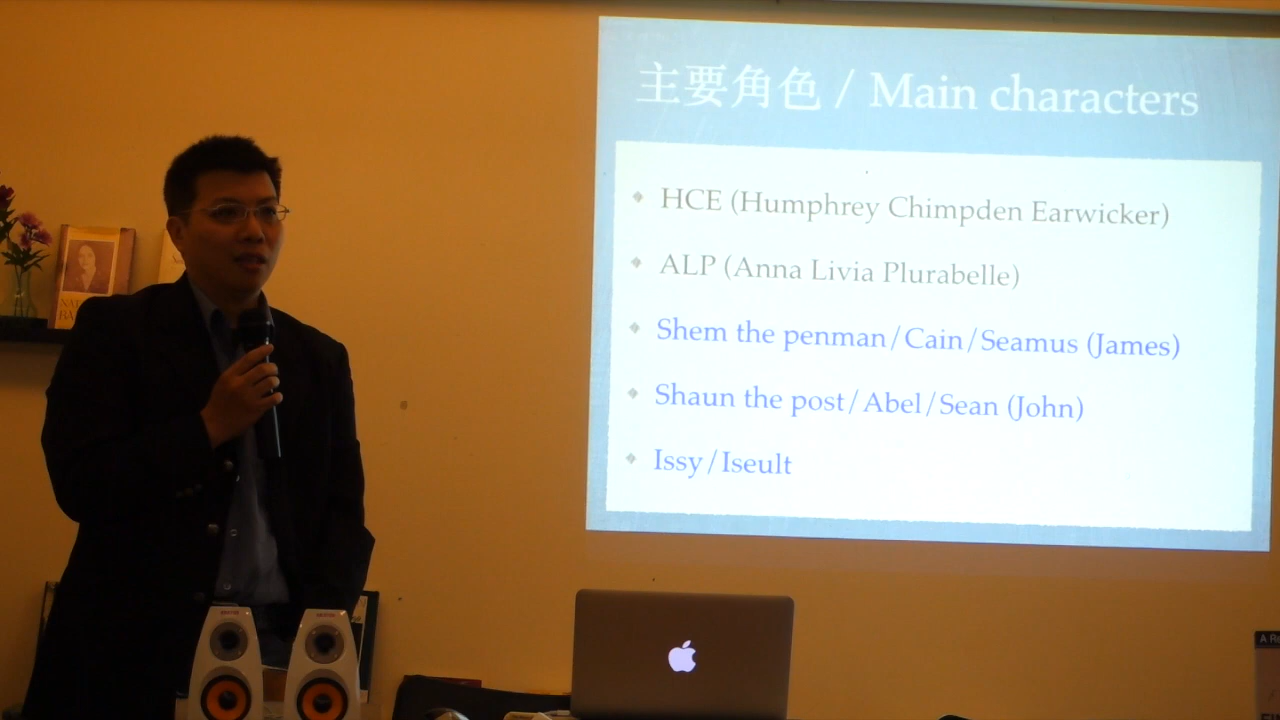 主要角色 / Main characters
HCE (Humphrey Chimpden Earwicker)
ALP (Anna Livia Plurabelle)
Shem the penman/Cain/Seamus (James)
Shaun the post/Abel/Sean (John)
Issy/Iseult